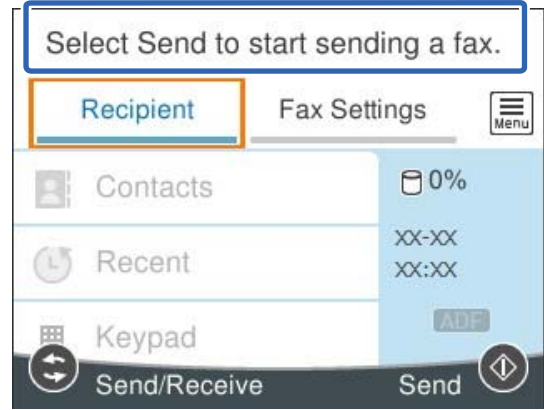 Select Send to start sending a fax.
Recipient Fax Settings Menu
Contacts 0%
Recent XX-XX
XX:XX
Keypad ADF
Send/Receive Send